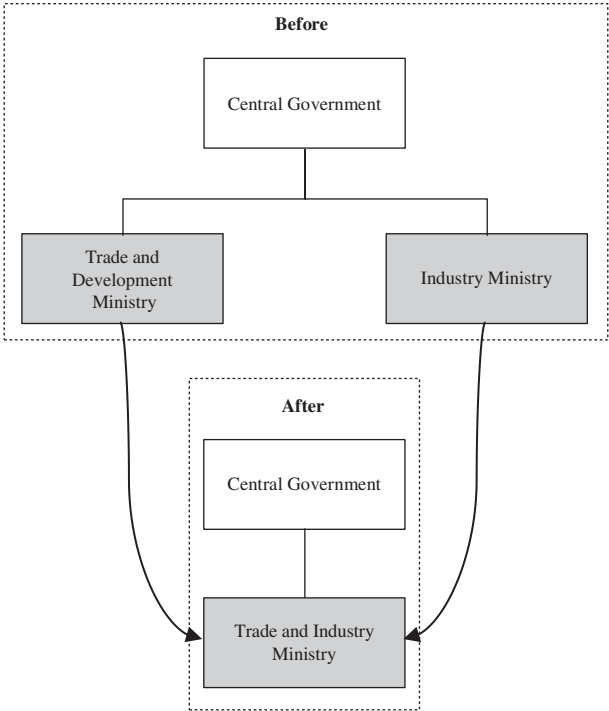 Before
Central Government
Trade and
Development
Ministry
Industry Ministry
After
Central Government
Trade and Industry
Ministry